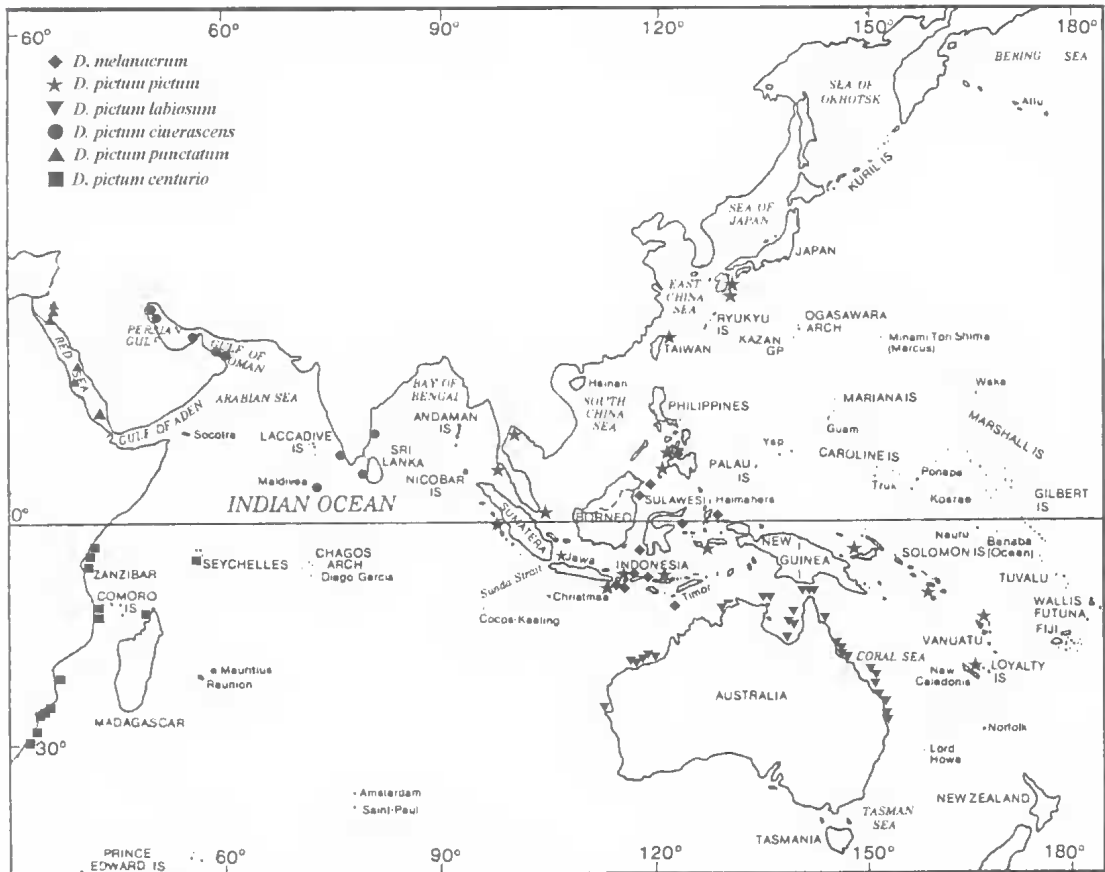 60°
90°
120°
150°
180°
60°
D. melanacrum
D. pictum pictum
D. pictum labiosum
D. pictum cinerascens
D. pictum punctatum
D. pictum centurio
BERING SEA
SEA OF
OKHOTSK
Attu
KURIL IS
SEA OF
JAPAN
JAPAN
EAST
CHINA
SEA
RYUKYU
IS
OGASAWARA
ARCH
KAZAN
GP
Minami Tori Shima
(Marcus)
TAIWAN
PERSIAN
GULF
GULF OF
OMAN
RED SEA
ARABIAN SEA
GULF OF ADEN
Socotra
BAY OF
BENGAL
ANDAMAN
IS
LACCADIVE
IS
SRI
LANKA
NICOBAR
IS
Maldives
INDIAN OCEAN
Hainan
SOUTH
CHINA
SEA
PHILIPPINES
MARIANA IS
Guam
Wake
MARSHALL IS
Yap
CAROLINE IS
PALAU
IS
Truk
Ponape
Kosrae
GILBERT
IS
0°
SUMATERA
BORNEO
SULAWESI
Halmahera
NEW
GUINEA
Nauru
Banaba
(Ocean)
SOLOMON IS
TUVALU
WALLIS &
FUTUNA
FIJI
ZANZIBAR
COMORO
IS
SEYCHELLES
CHAGOS
ARCH
Diego Garcia
Sunda Strait
Jawa
INDONESIA
Christmas
Timor
Cocos-Keeling
Mauritius
Reunion
MADAGASCAR
AUSTRALIA
CORAL SEA
VANUATU
New
Caledonia
LOYALTY
IS
Norfolk
Lord
Howe
30°
Amsterdam
Saint-Paul
NEW ZEALAND
TASMAN
SEA
TASMANIA
PRINCE
EDWARD IS
60°
90°
120°
150°
180°